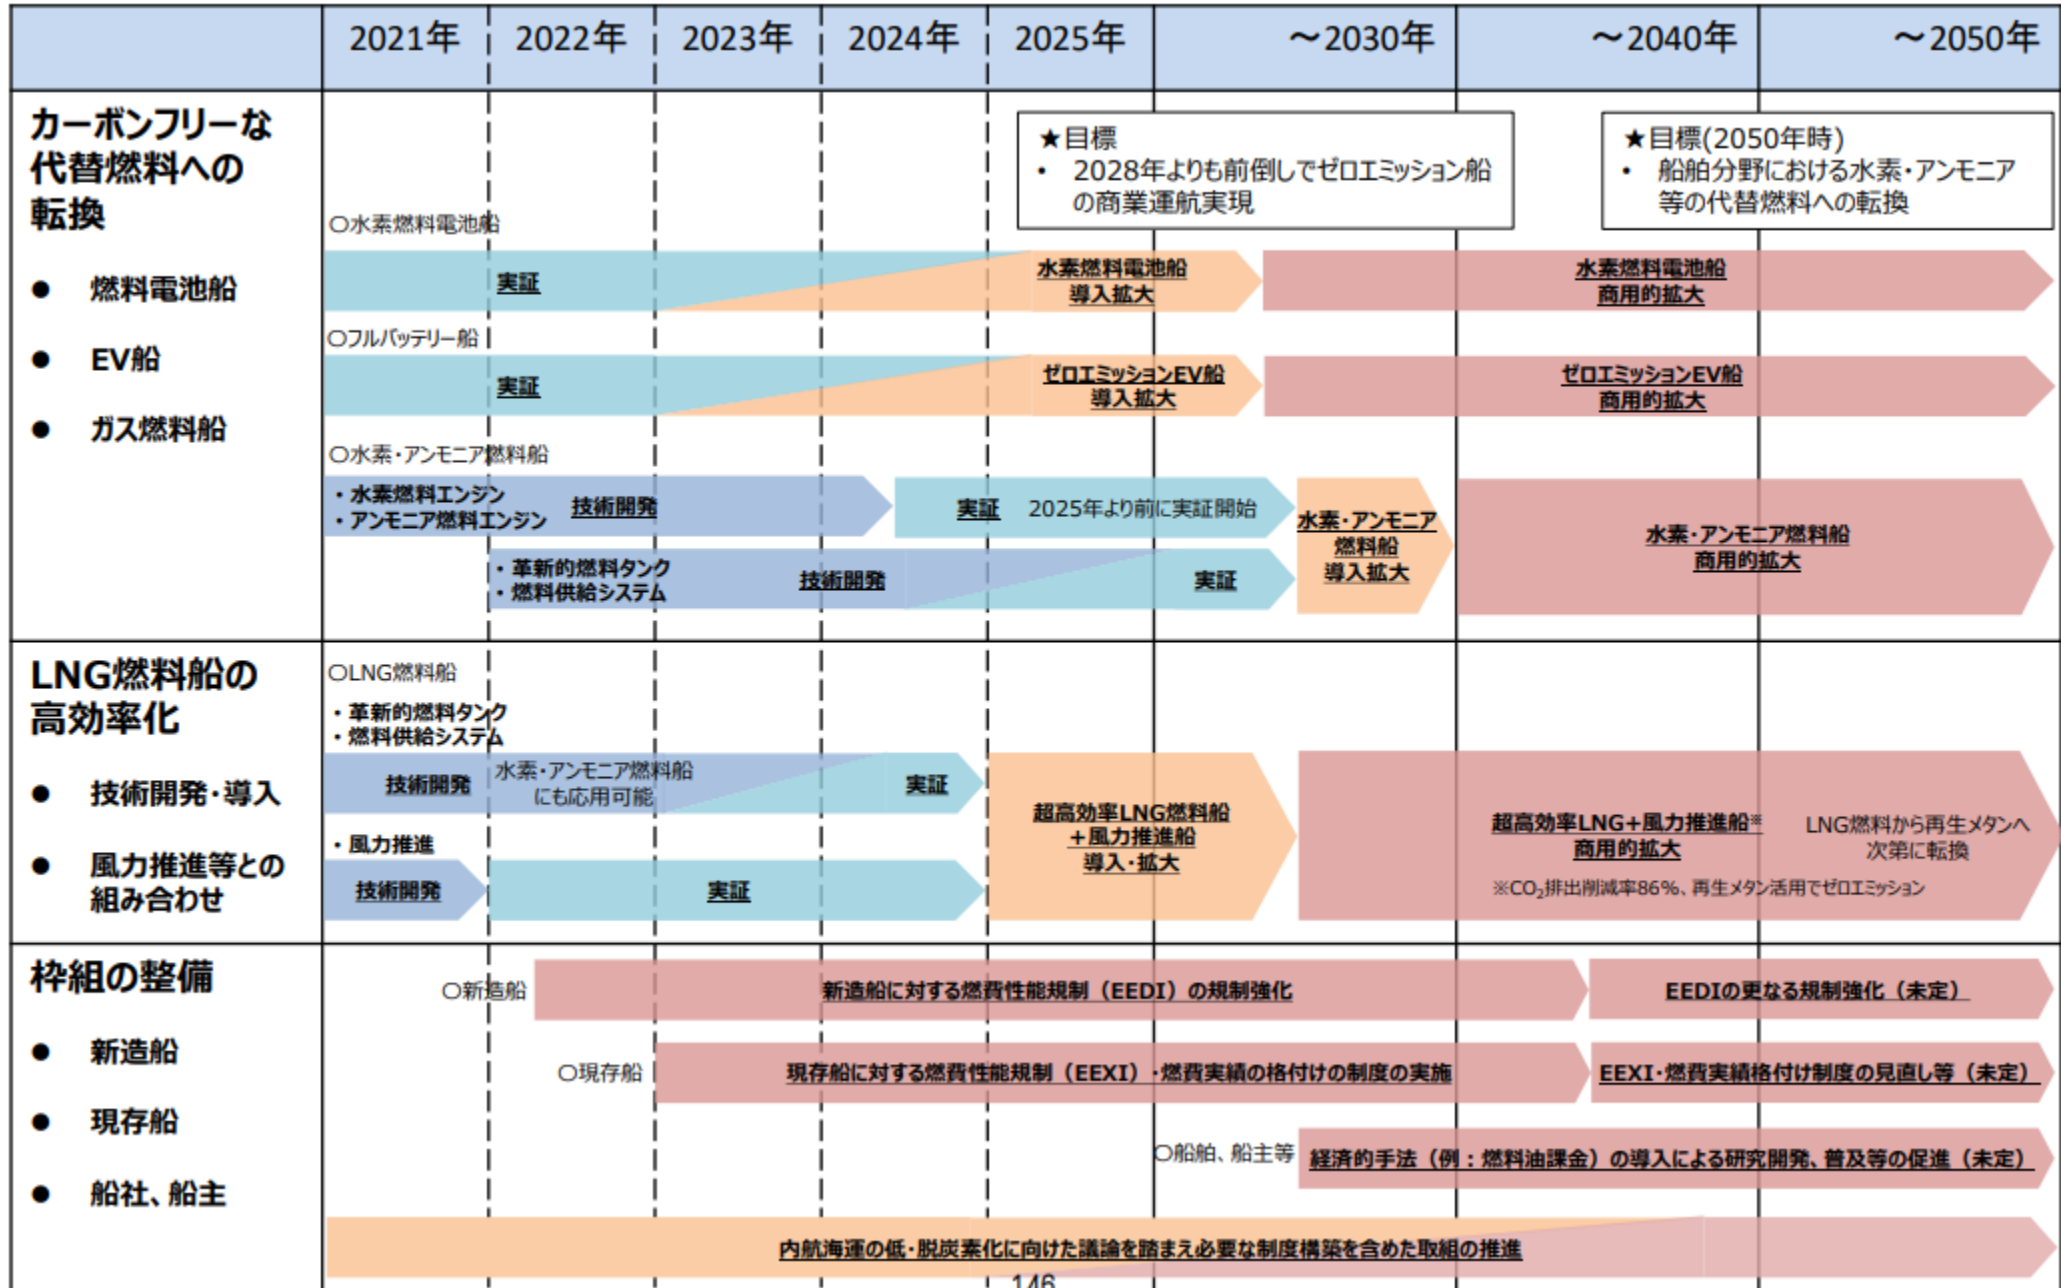 2021年 2022年 2023年 2024年 2025年 ～2030年 ～2040年 ～2050年
カーボンフリーな
代替燃料への
転換
● 燃料電池船
● EV船
● ガス燃料船
★目標
• 2028年よりも前倒しでゼロエミッション船
の商業運航実現
★目標(2050年時)
• 船舶分野における水素・アンモニア
等の代替燃料への転換
○水素燃料電池船
実証
水素燃料電池船
導入拡大
水素燃料電池船
商用的拡大
○フルバッテリー船
実証
ゼロエミッションEV船
導入拡大
ゼロエミッションEV船
商用的拡大
○水素・アンモニア燃料船
・水素燃料エンジン
・アンモニア燃料エンジン
技術開発
実証 2025年より前に実証開始
・革新的燃料タンク
・燃料供給システム
技術開発
実証
水素・アンモニア
燃料船
導入拡大
水素・アンモニア燃料船
商用的拡大
LNG燃料船の
高効率化
● 技術開発・導入
● 風力推進等との
組み合わせ
○LNG燃料船
・革新的燃料タンク
・燃料供給システム
技術開発
水素・アンモニア燃料船
にも応用可能
実証
・風力推進
技術開発
実証
超高効率LNG燃料船
+風力推進船
導入・拡大
超高効率LNG+風力推進船※
商用的拡大
LNG燃料から再生メタンへ
次第に転換
※CO₂排出削減率86%、再生メタン活用でゼロエミッション
枠組の整備
● 新造船
● 現存船
● 船社、船主
○新造船
新造船に対する燃費性能規制（EEDI）の規制強化
EEDIの更なる規制強化（未定）
○現存船
現存船に対する燃費性能規制（EEXI）・燃費実績の格付けの制度の実施
EEXI・燃費実績格付け制度の見直し等（未定）
○船舶、船主等
経済的手法（例：燃料油課金）の導入による研究開発、普及等の促進（未定）
内航海運の低・脱炭素化に向けた議論を踏まえ必要な制度構築を含めた取組の推進
146